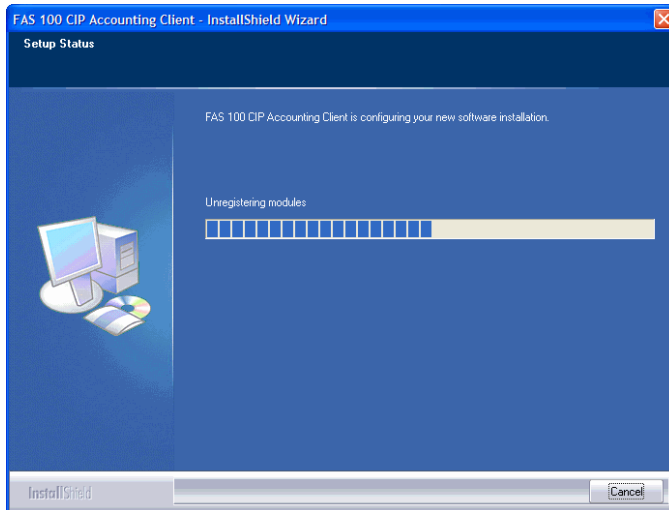 FAS 100 CIP Accounting Client - InstallShield Wizard
Setup Status
FAS 100 CIP Accounting Client is configuring your new software installation.
Unregistering modules
InstallShield
Cancel